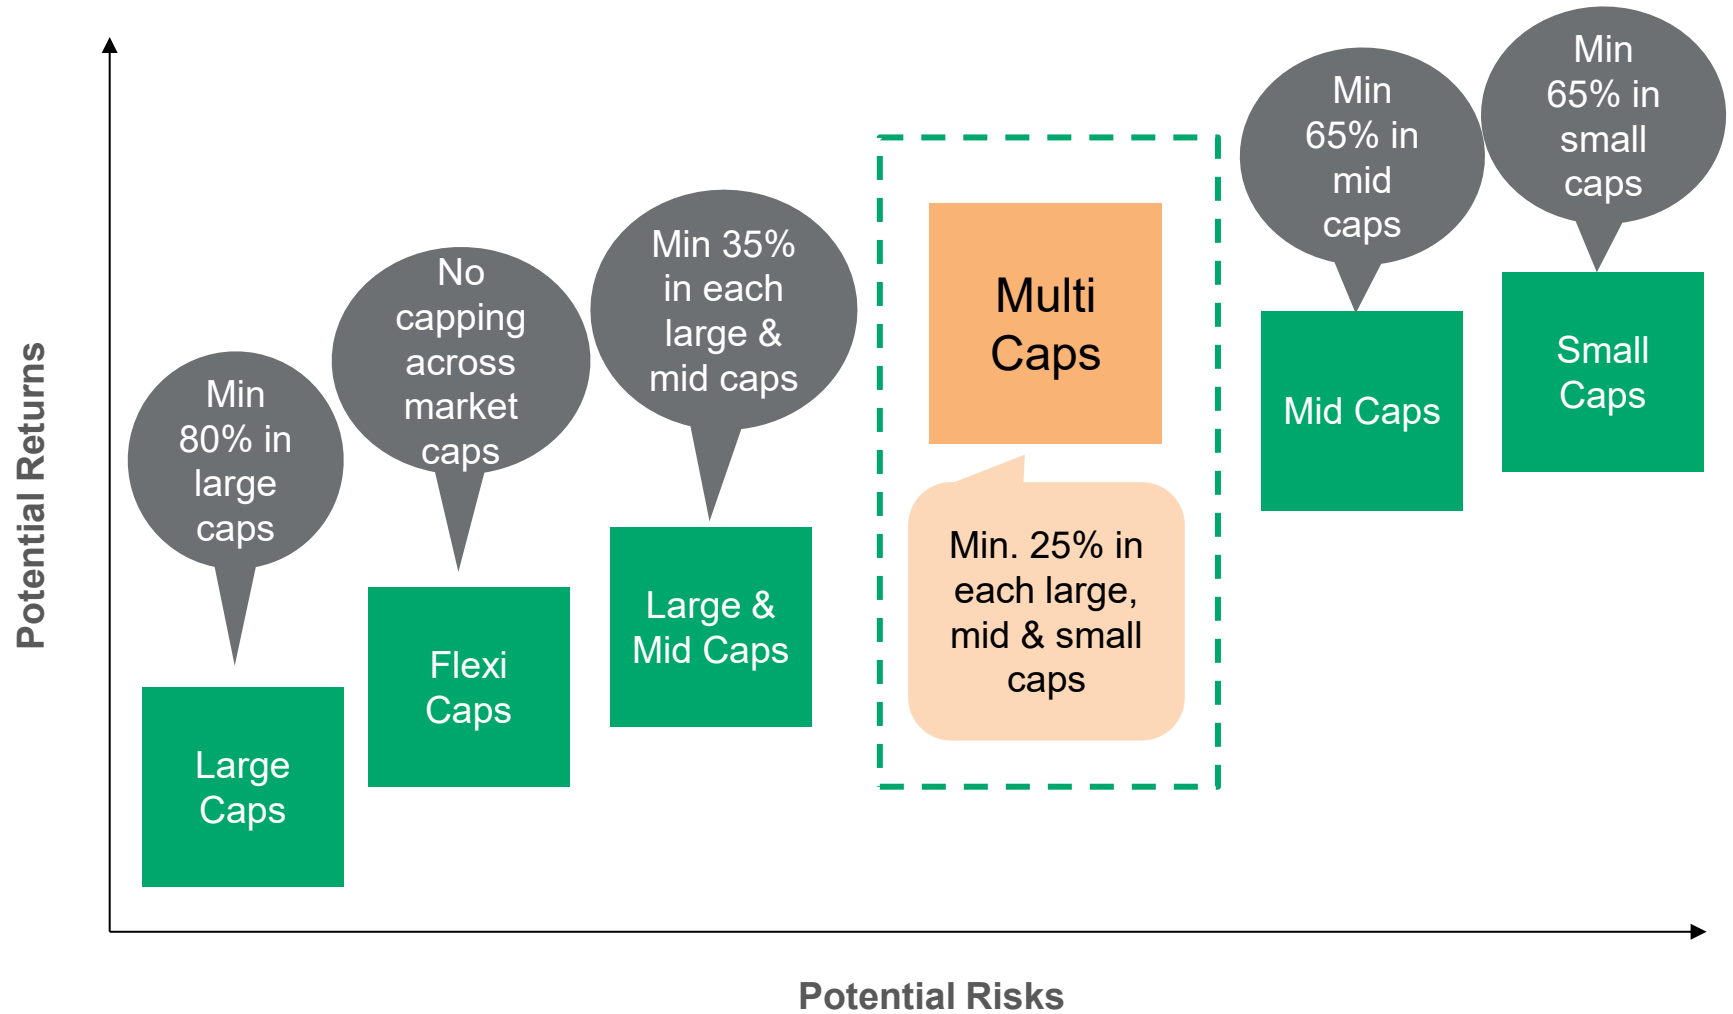 Potential Returns
Min
80% in
large
caps
Large
Caps
No
capping
across
market
caps
Flexi
Caps
Min 35%
in each
large &
mid caps
Large &
Mid Caps
Multi
Caps
Min. 25% in
each large,
mid & small
caps
Min
65% in
mid
caps
Mid Caps
Min
65% in
small
caps
Small
Caps
Potential Risks